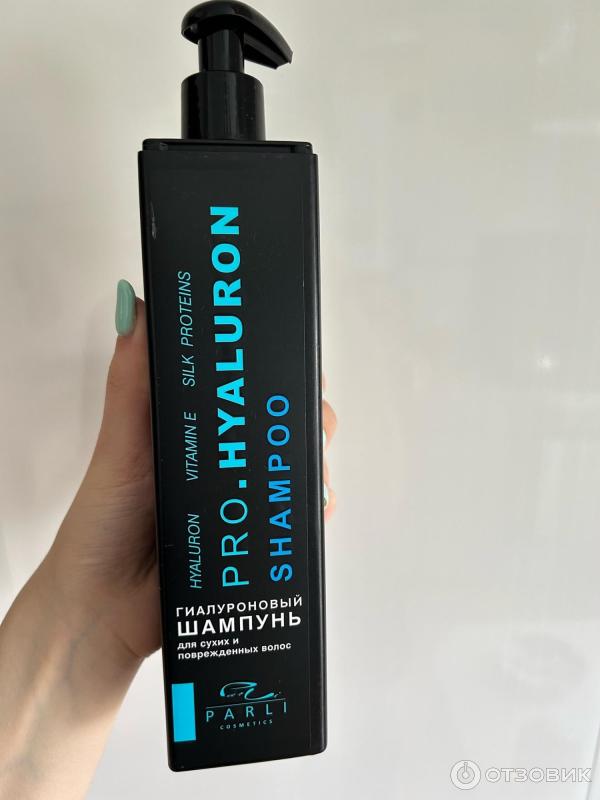 HYALURON VITAMIN E SILK PROTEINS
PRO.HYALURON
SHAMPOO
ГИАЛУРОНОВЫЙ
ШАМПУНЬ
для сухих и
поврежденных волос
PARLI
COSMETICS
ОТЗОВИК